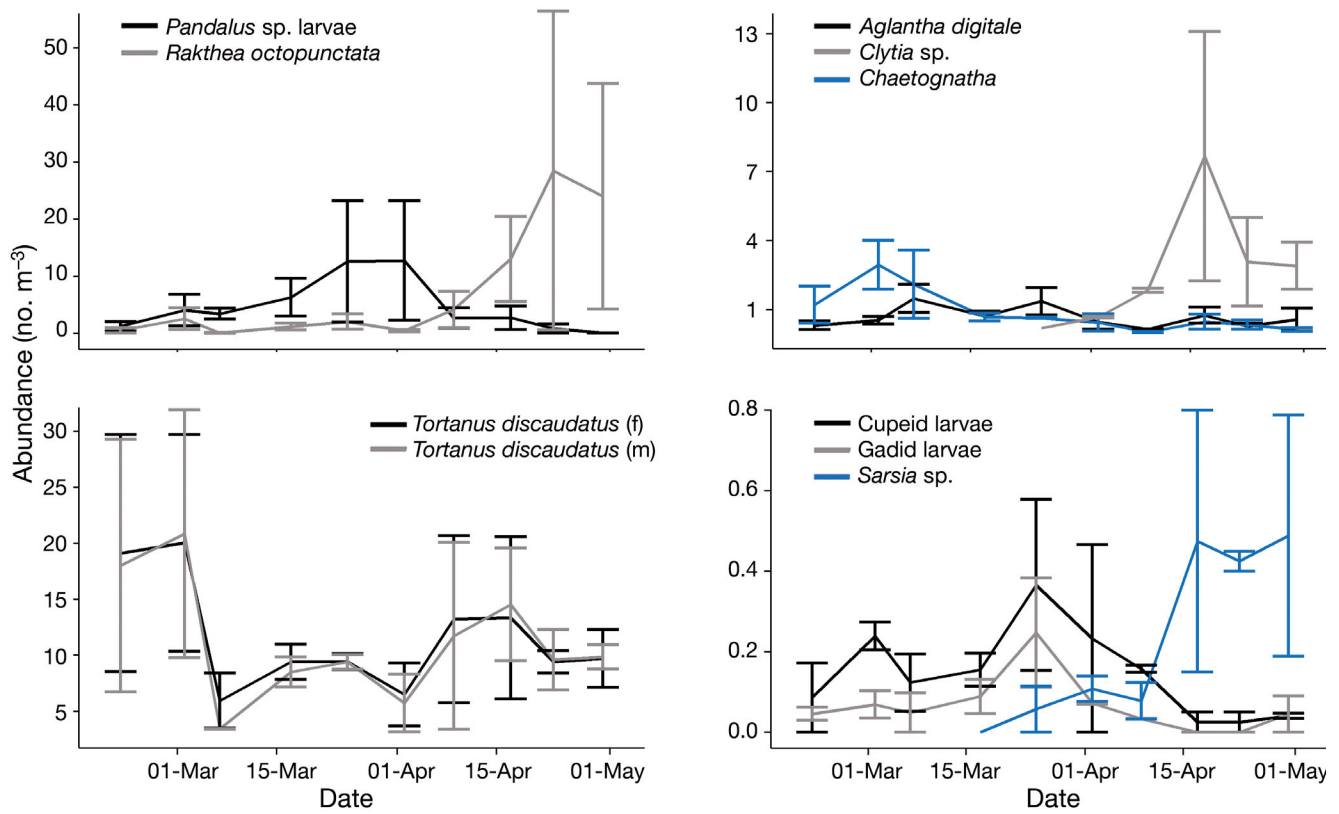 Abundance (no. m⁻³)
Pandalus sp. larvae
Rakthea octopunctata
50
40
30
20
10
0
Aglantha digitale
Clytia sp.
Chaetognatha
13
10
7
4
1
Tortanus discaudatus (f)
Tortanus discaudatus (m)
30
25
20
15
10
5
01-Mar
15-Mar
01-Apr
15-Apr
01-May
Date
Cupeid larvae
Gadid larvae
Sarsia sp.
0.8
0.6
0.4
0.2
0.0
01-Mar
15-Mar
01-Apr
15-Apr
01-May
Date